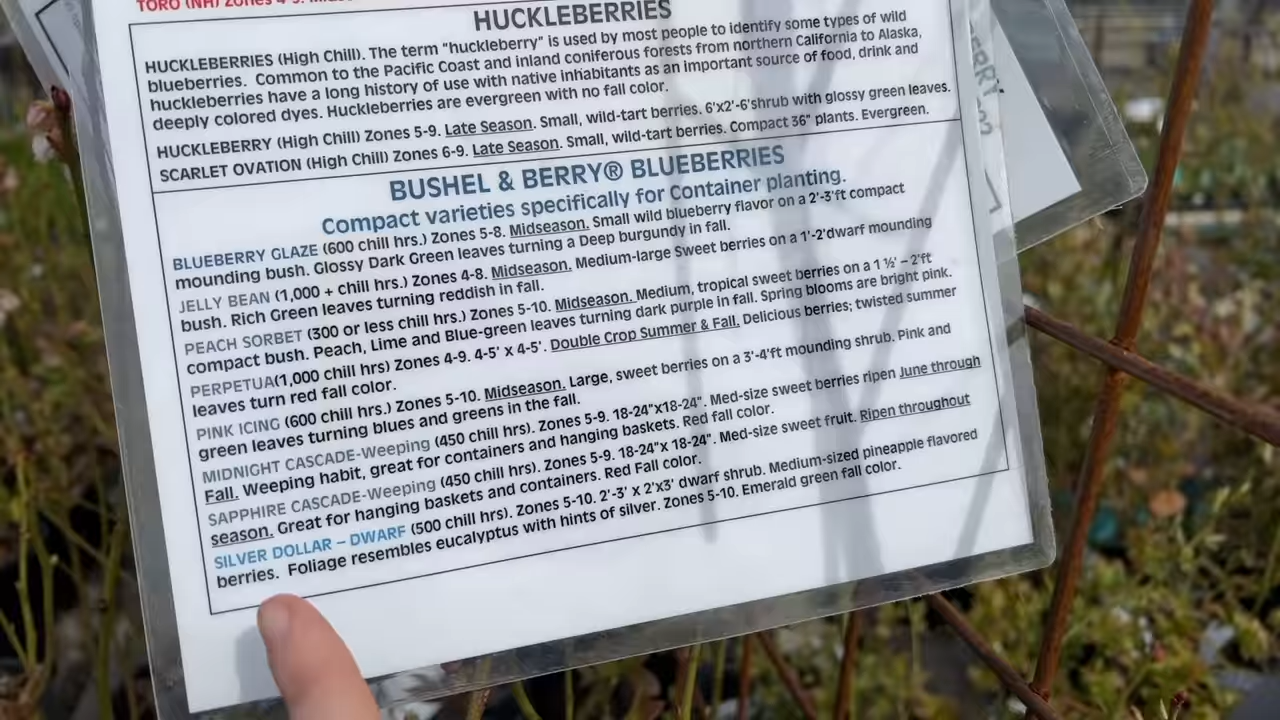 TORO (NH) Zones 4-9.
HUCKLEBERRIES
HUCKLEBERRIES (High Chill). The term "huckleberry" is used by most people to identify some types of wild
blueberries. Common to the Pacific Coast and inland coniferous forests from northern California to Alaska,
huckleberries have a long history of use with native inhabitants as an important source of food, drink and
deeply colored dyes. Huckleberries are evergreen with no fall color.
HUCKLEBERRY (High Chill) Zones 5-9. Late Season. Small, wild-tart berries. 6'x2'-6'shrub with glossy green leaves.
SCARLET OVATION (High Chill) Zones 6-9. Late Season. Small, wild-tart berries. Compact 36" plants. Evergreen.
BUSHEL & BERRY® BLUEBERRIES
Compact varieties specifically for Container planting.
BLUEBERRY GLAZE (600 chill hrs.) Zones 5-8. Midseason. Small wild blueberry flavor on a 2'-3'ft compact
mounding bush. Glossy Dark Green leaves turning a Deep burgundy in fall.
JELLY BEAN (1,000 + chill hrs.) Zones 4-8. Midseason. Medium-large Sweet berries on a 1'-2'dwarf mounding
bush. Rich Green leaves turning reddish in fall.
PEACH SORBET (300 or less chill hrs.) Zones 5-10. Midseason. Medium, tropical sweet berries on a 1 ½' – 2'ft
compact bush. Peach, Lime and Blue-green leaves turning dark purple in fall. Spring blooms are bright pink.
PERPETUA(1,000 chill hrs) Zones 4-9. 4-5' X 4-5'. Double Crop Summer & Fall. Delicious berries; twisted summer
leaves turn red fall color.
PINK ICING (600 chill hrs.) Zones 5-10. Midseason. Large, sweet berries on a 3'-4'ft mounding shrub. Pink and
green leaves turning blues and greens in the fall.
MIDNIGHT CASCADE-Weeping (450 chill hrs). Zones 5-9. 18-24"x18-24". Med-size sweet berries ripen June through
Fall. Weeping habit, great for containers and hanging baskets. Red fall color.
SAPPHIRE CASCADE-Weeping (450 chill hrs). Zones 5-9. 18-24"x 18-24". Med-size sweet fruit. Ripen throughout
season. Great for hanging baskets and containers. Red Fall color.
SILVER DOLLAR – DWARF (500 chill hrs). Zones 5-10. 2'-3' x 2'x3' dwarf shrub. Medium-sized pineapple flavored
berries. Foliage resembles eucalyptus with hints of silver. Zones 5-10. Emerald green fall color.